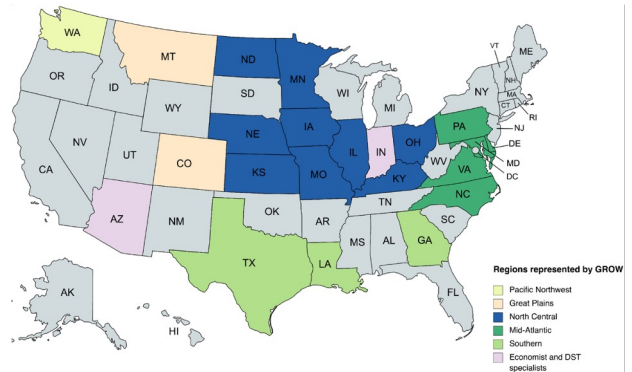 WA
MT
ND
MN
OR
ID
WY
SD
WI
MI
NY
VT
ME
NH
MA
CT
RI
NV
UT
CO
NE
IA
IL
IN
OH
PA
NJ
DE
MD
DC
CA
AZ
NM
KS
MO
KY
WV
VA
NC
TN
OK
AR
SC
MS
AL
GA
TX
LA
FL
AK
HI
Regions represented by GROW
Pacific Northwest
Great Plains
North Central
Mid-Atlantic
Southern
Economist and DST
specialists